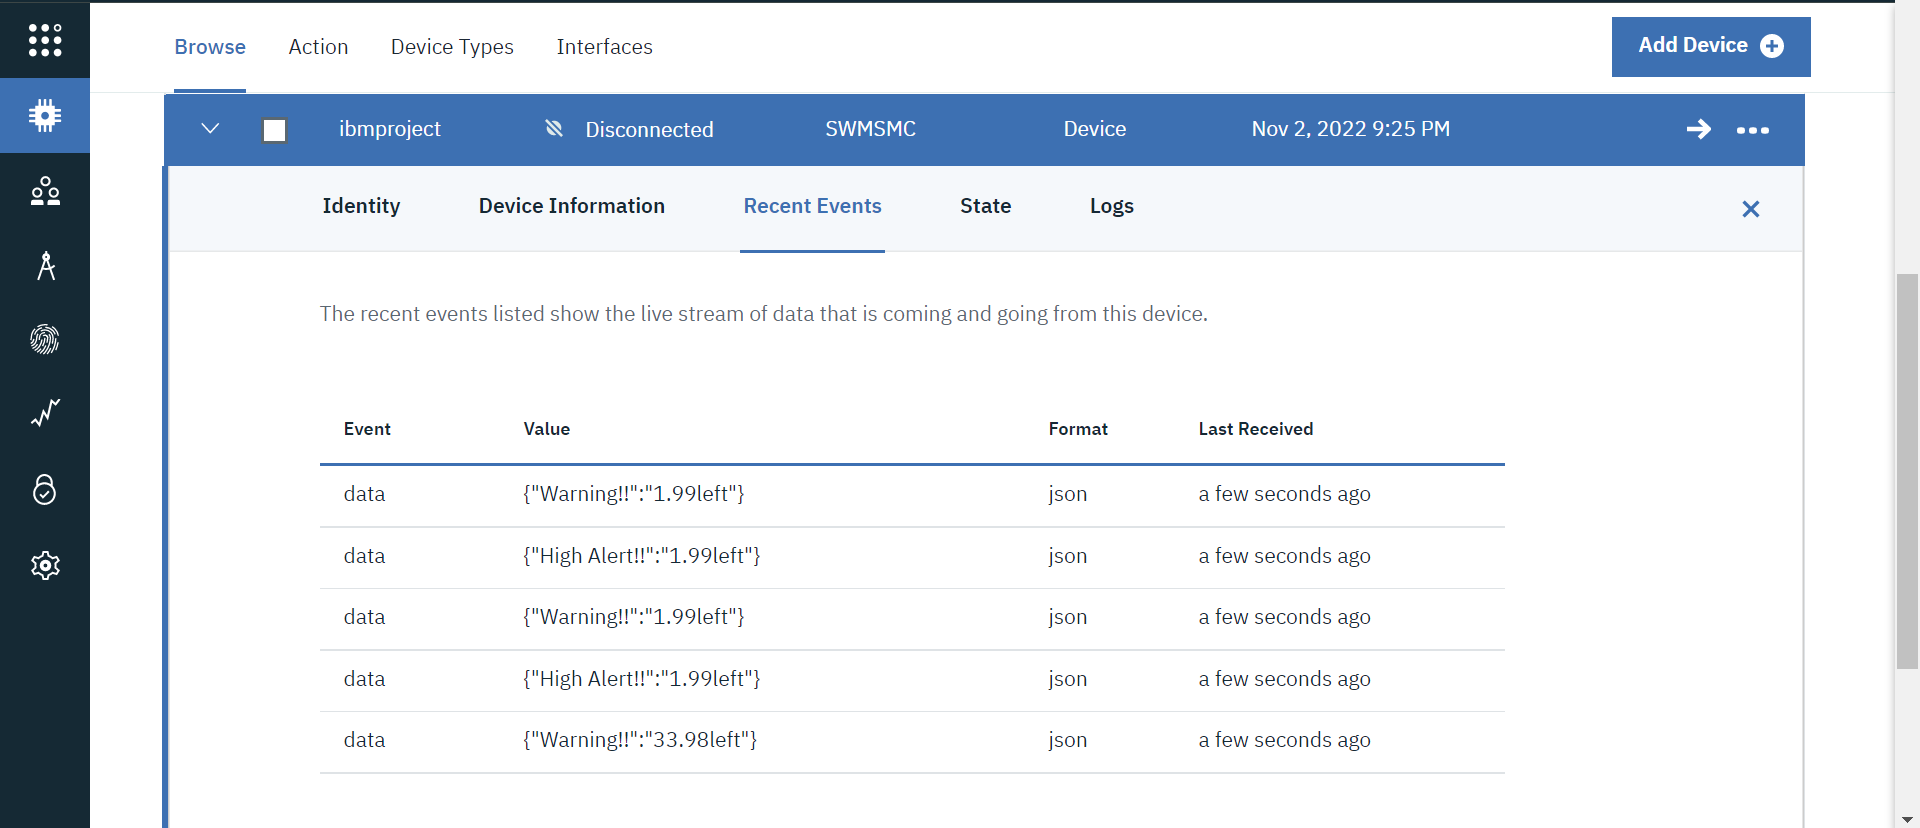 Browse Action Device Types Interfaces Add Device
ibmproject Disconnected SWMSMC Device Nov 2, 2022 9:25 PM
Identity Device Information Recent Events State Logs
The recent events listed show the live stream of data that is coming and going from this device.
Event Value Format Last Received
data {"Warning!!":"1.99left"} json a few seconds ago
data {"High Alert!!":"1.99left"} json a few seconds ago
data {"Warning!!":"1.99left"} json a few seconds ago
data {"High Alert!!":"1.99left"} json a few seconds ago
data {"Warning!!":"33.98left"} json a few seconds ago